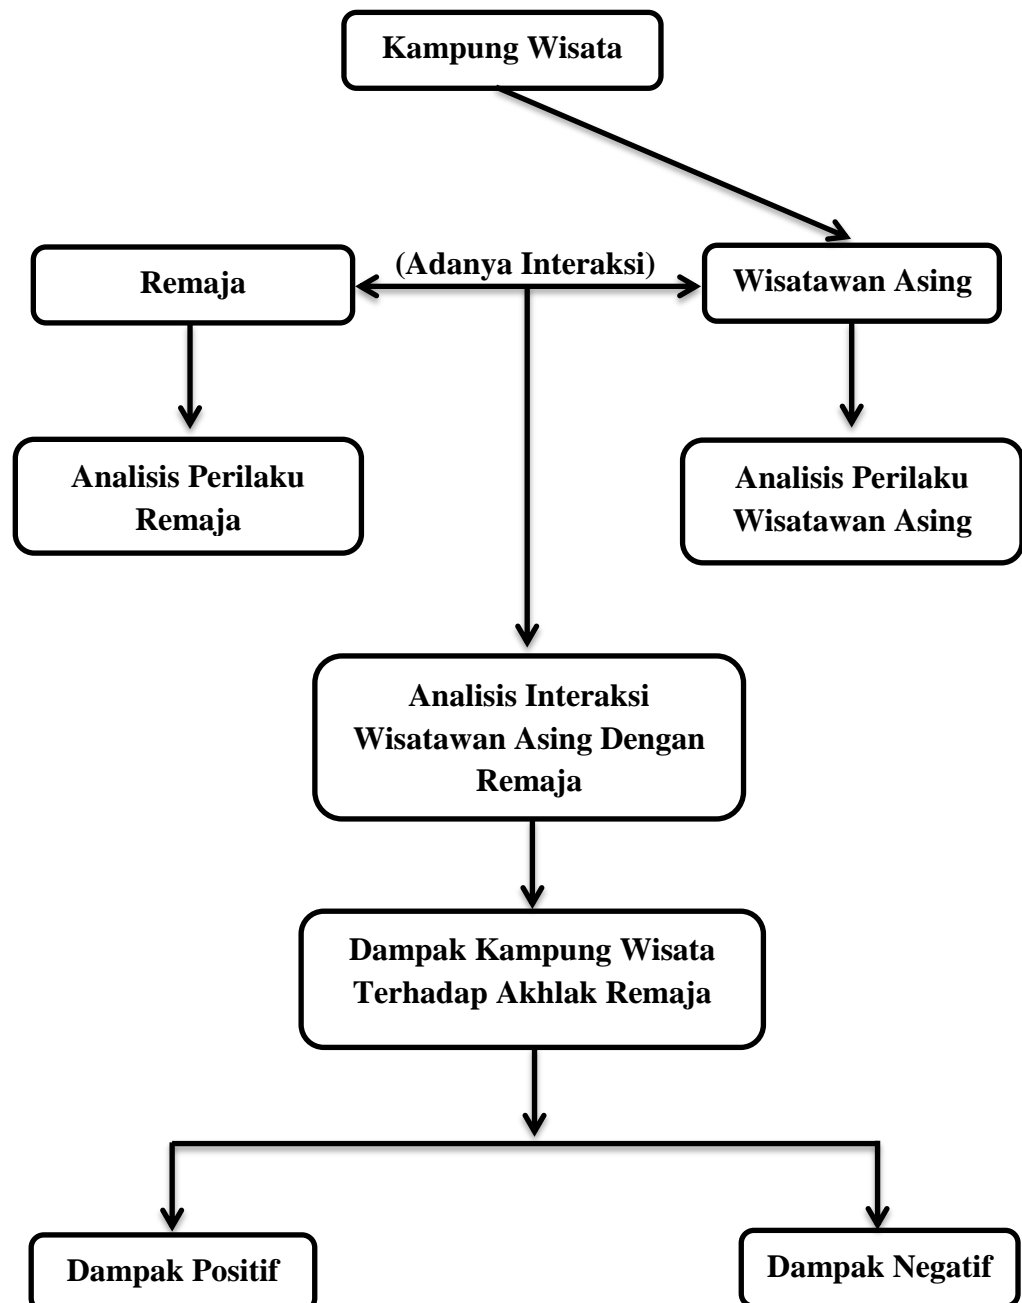 Kampung Wisata
(Adanya Interaksi)
Remaja
Wisatawan Asing
Analisis Perilaku
Remaja
Analisis Perilaku
Wisatawan Asing
Analisis Interaksi
Wisatawan Asing Dengan
Remaja
Dampak Kampung Wisata
Terhadap Akhlak Remaja
Dampak Positif
Dampak Negatif